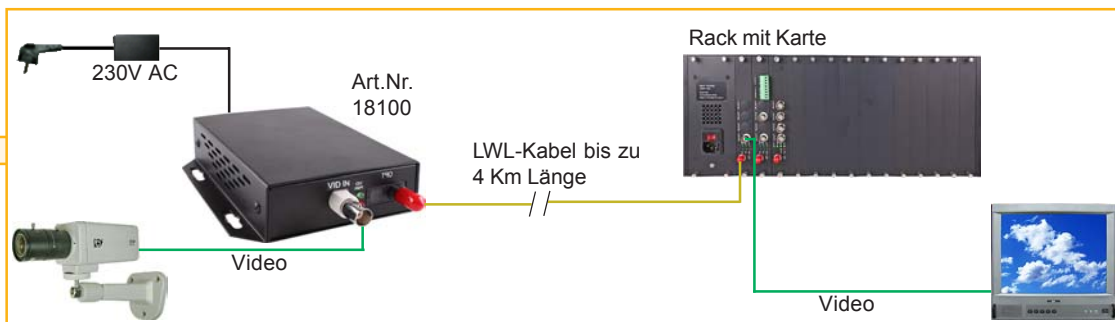 Rack mit Karte
230V AC
Art.Nr.
18100
LWL-Kabel bis zu
4 Km Länge
VID IN
Video
Video